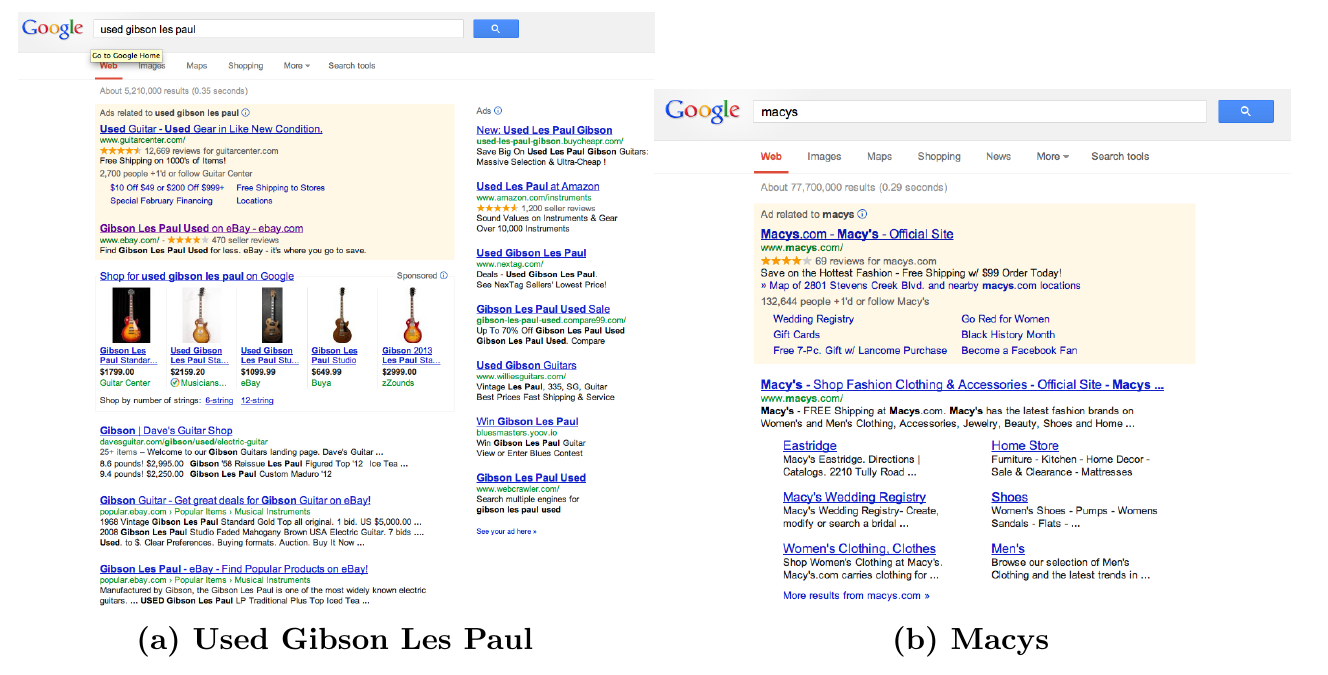 Google
used gibson les paul
Go to Google Home
Web Images Maps Shopping More Search tools
About 5,210,000 results (0.35 seconds)
Ads related to used gibson les paul
Used Guitar - Used Gear in Like New Condition.
www.guitarcenter.com/
12,669 reviews for guitarcenter.com
Free Shipping on 1000's of Items!
2,700 people +1'd or follow Guitar Center
$10 Off $49 or $200 Off $999+ Free Shipping to Stores
Special February Financing Locations
Gibson Les Paul Used on eBay - ebay.com
www.ebay.com/ - 470 seller reviews
Find Gibson Les Paul Used for less. eBay - it's where you go to save.
Shop for used gibson les paul on Google Sponsored
Gibson Les Used Gibson Used Gibson Gibson Les Gibson 2013
Paul Standar... Les Paul Sta... Les Paul Stu... Paul Studio Les Paul Sta...
$1799.00 $2159.20 $1099.99 $649.99 $2999.00
Guitar Center Musicians... eBay Buya zZounds
Shop by number of strings: 6-string 12-string
Gibson | Dave's Guitar Shop
davesguitar.com/gibson/used/electric-guitar
25+ items – Welcome to our Gibson Guitars landing page. Dave's Guitar ...
8.6 pounds! $2,995.00 Gibson '58 Reissue Les Paul Figured Top '12 Ice Tea ...
9.4 pounds! $2,250.00 Gibson Les Paul Custom Maduro '12
Gibson Guitar - Get great deals for Gibson Guitar on eBay!
popular.ebay.com › Popular Items › Musical Instruments
1968 Vintage Gibson Les Paul Standard Gold Top all original. 1 bid. US $5,000.00 ...
2008 Gibson Les Paul Studio Faded Mahogany Brown USA Electric Guitar. 7 bids ....
Used. to $. Clear Preferences. Buying formats. Auction. Buy It Now ...
Gibson Les Paul - eBay - Find Popular Products on eBay!
popular.ebay.com › Popular Items › Musical Instruments
Manufactured by Gibson, the Gibson Les Paul is one of the most widely known electric
guitars. ... USED Gibson Les Paul LP Traditional Plus Top Iced Tea ...
Ads
New: Used Les Paul Gibson
used-les-paul-gibson.buycheapr.com/
Save Big On Used Les Paul Gibson Guitars:
Massive Selection & Ultra-Cheap !
Used Les Paul at Amazon
www.amazon.com/instruments
1,200 seller reviews
Sound Values on Instruments & Gear
Over 10,000 Instruments
Used Gibson Les Paul
www.nextag.com/
Deals - Used Gibson Les Paul.
See NexTag Sellers' Lowest Price!
Gibson Les Paul Used Sale
gibson-les-paul-used.compare99.com/
Up To 70% Off Gibson Les Paul Used
Gibson Les Paul Used. Compare
Used Gibson Guitars
www.williesguitars.com/
Vintage Les Paul, 335, SG, Guitar
Best Prices Fast Shipping & Service
Win Gibson Les Paul
bluesmasters.yoov.io
Win Gibson Les Paul Guitar
View or Enter Blues Contest
Gibson Les Paul Used
www.webcrawler.com/
Search multiple engines for
gibson les paul used
See your ad here »
(a) Used Gibson Les Paul
Google
macys
Web Images Maps Shopping News More Search tools
About 77,700,000 results (0.29 seconds)
Ad related to macys
Macys.com - Macy's - Official Site
www.macys.com/
69 reviews for macys.com
Save on the Hottest Fashion - Free Shipping w/ $99 Order Today!
» Map of 2801 Stevens Creek Blvd. and nearby macys.com locations
132,644 people +1'd or follow Macy's
Wedding Registry Go Red for Women
Gift Cards Black History Month
Free 7-Pc. Gift w/ Lancome Purchase Become a Facebook Fan
Macy's - Shop Fashion Clothing & Accessories - Official Site - Macys ...
www.macys.com/
Macy's - FREE Shipping at Macys.com. Macy's has the latest fashion brands on
Women's and Men's Clothing, Accessories, Jewelry, Beauty, Shoes and Home ...
Eastridge
Macy's Eastridge. Directions |
Catalogs. 2210 Tully Road ...
Home Store
Furniture - Kitchen - Home Decor -
Sale & Clearance - Mattresses
Macy's Wedding Registry
Macy's Wedding Registry- Create,
modify or search a bridal ...
Shoes
Women's Shoes - Pumps - Womens
Sandals - Flats - ...
Women's Clothing, Clothes
Shop Women's Clothing at Macy's.
Macy's.com carries clothing for ...
Men's
Browse our selection of Men's
Clothing and the latest trends in ...
More results from macys.com »
(b) Macys